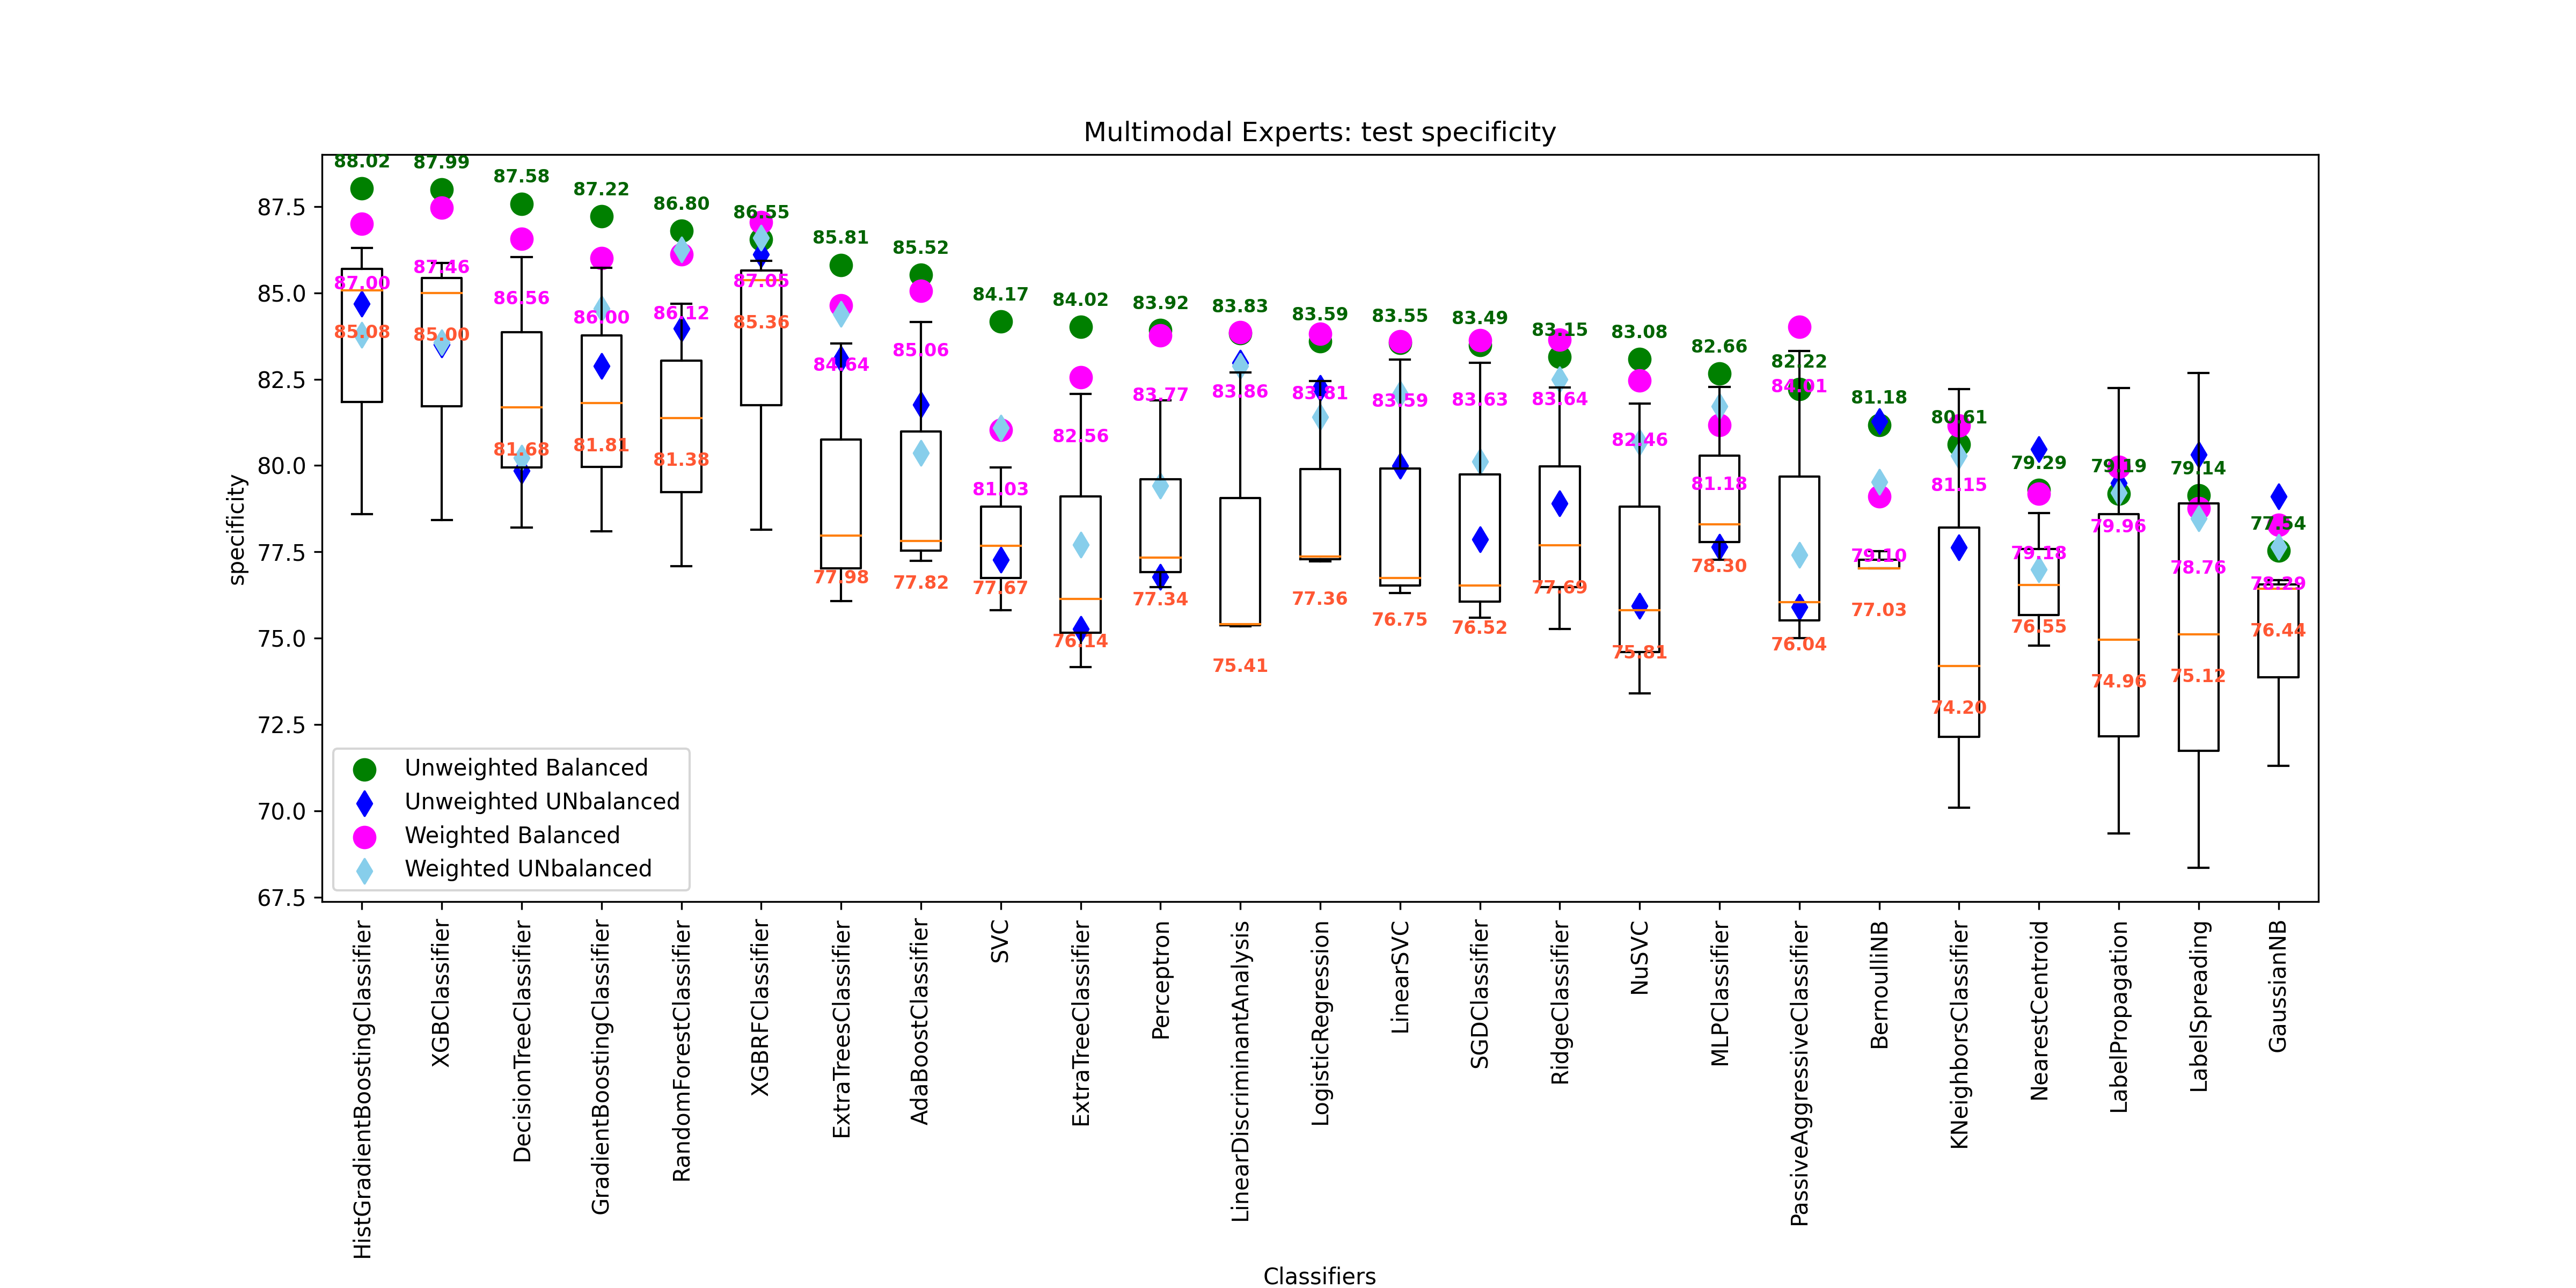 Multimodal Experts: test specificity
specificity
87.5
85.0
82.5
80.0
77.5
75.0
72.5
70.0
67.5
88.02
87.99
87.58
87.22
86.80
86.55
85.81
85.52
84.17
84.02
83.92
83.83
83.59
83.55
83.49
83.15
83.08
82.66
82.22
81.18
80.61
79.29
79.19
79.14
77.54
87.00
87.46
86.56
86.00
86.12
87.05
84.64
85.06
81.03
82.56
83.77
83.86
83.81
83.59
83.63
83.64
82.46
81.18
84.01
79.10
81.15
79.18
79.96
78.76
78.29
85.08
85.00
81.68
81.81
81.38
85.36
77.98
77.82
77.67
76.14
77.34
75.41
77.36
76.75
76.52
77.69
75.81
78.30
76.04
77.03
74.20
76.55
74.96
75.12
76.44
Unweighted Balanced
Unweighted UNbalanced
Weighted Balanced
Weighted UNbalanced
HistGradientBoostingClassifier
XGBClassifier
DecisionTreeClassifier
GradientBoostingClassifier
RandomForestClassifier
XGBRFClassifier
ExtraTreesClassifier
AdaBoostClassifier
SVC
ExtraTreeClassifier
Perceptron
LinearDiscriminantAnalysis
LogisticRegression
LinearSVC
SGDClassifier
RidgeClassifier
NuSVC
MLPClassifier
PassiveAggressiveClassifier
BernoulliNB
KNeighborsClassifier
NearestCentroid
LabelPropagation
LabelSpreading
GaussianNB
Classifiers